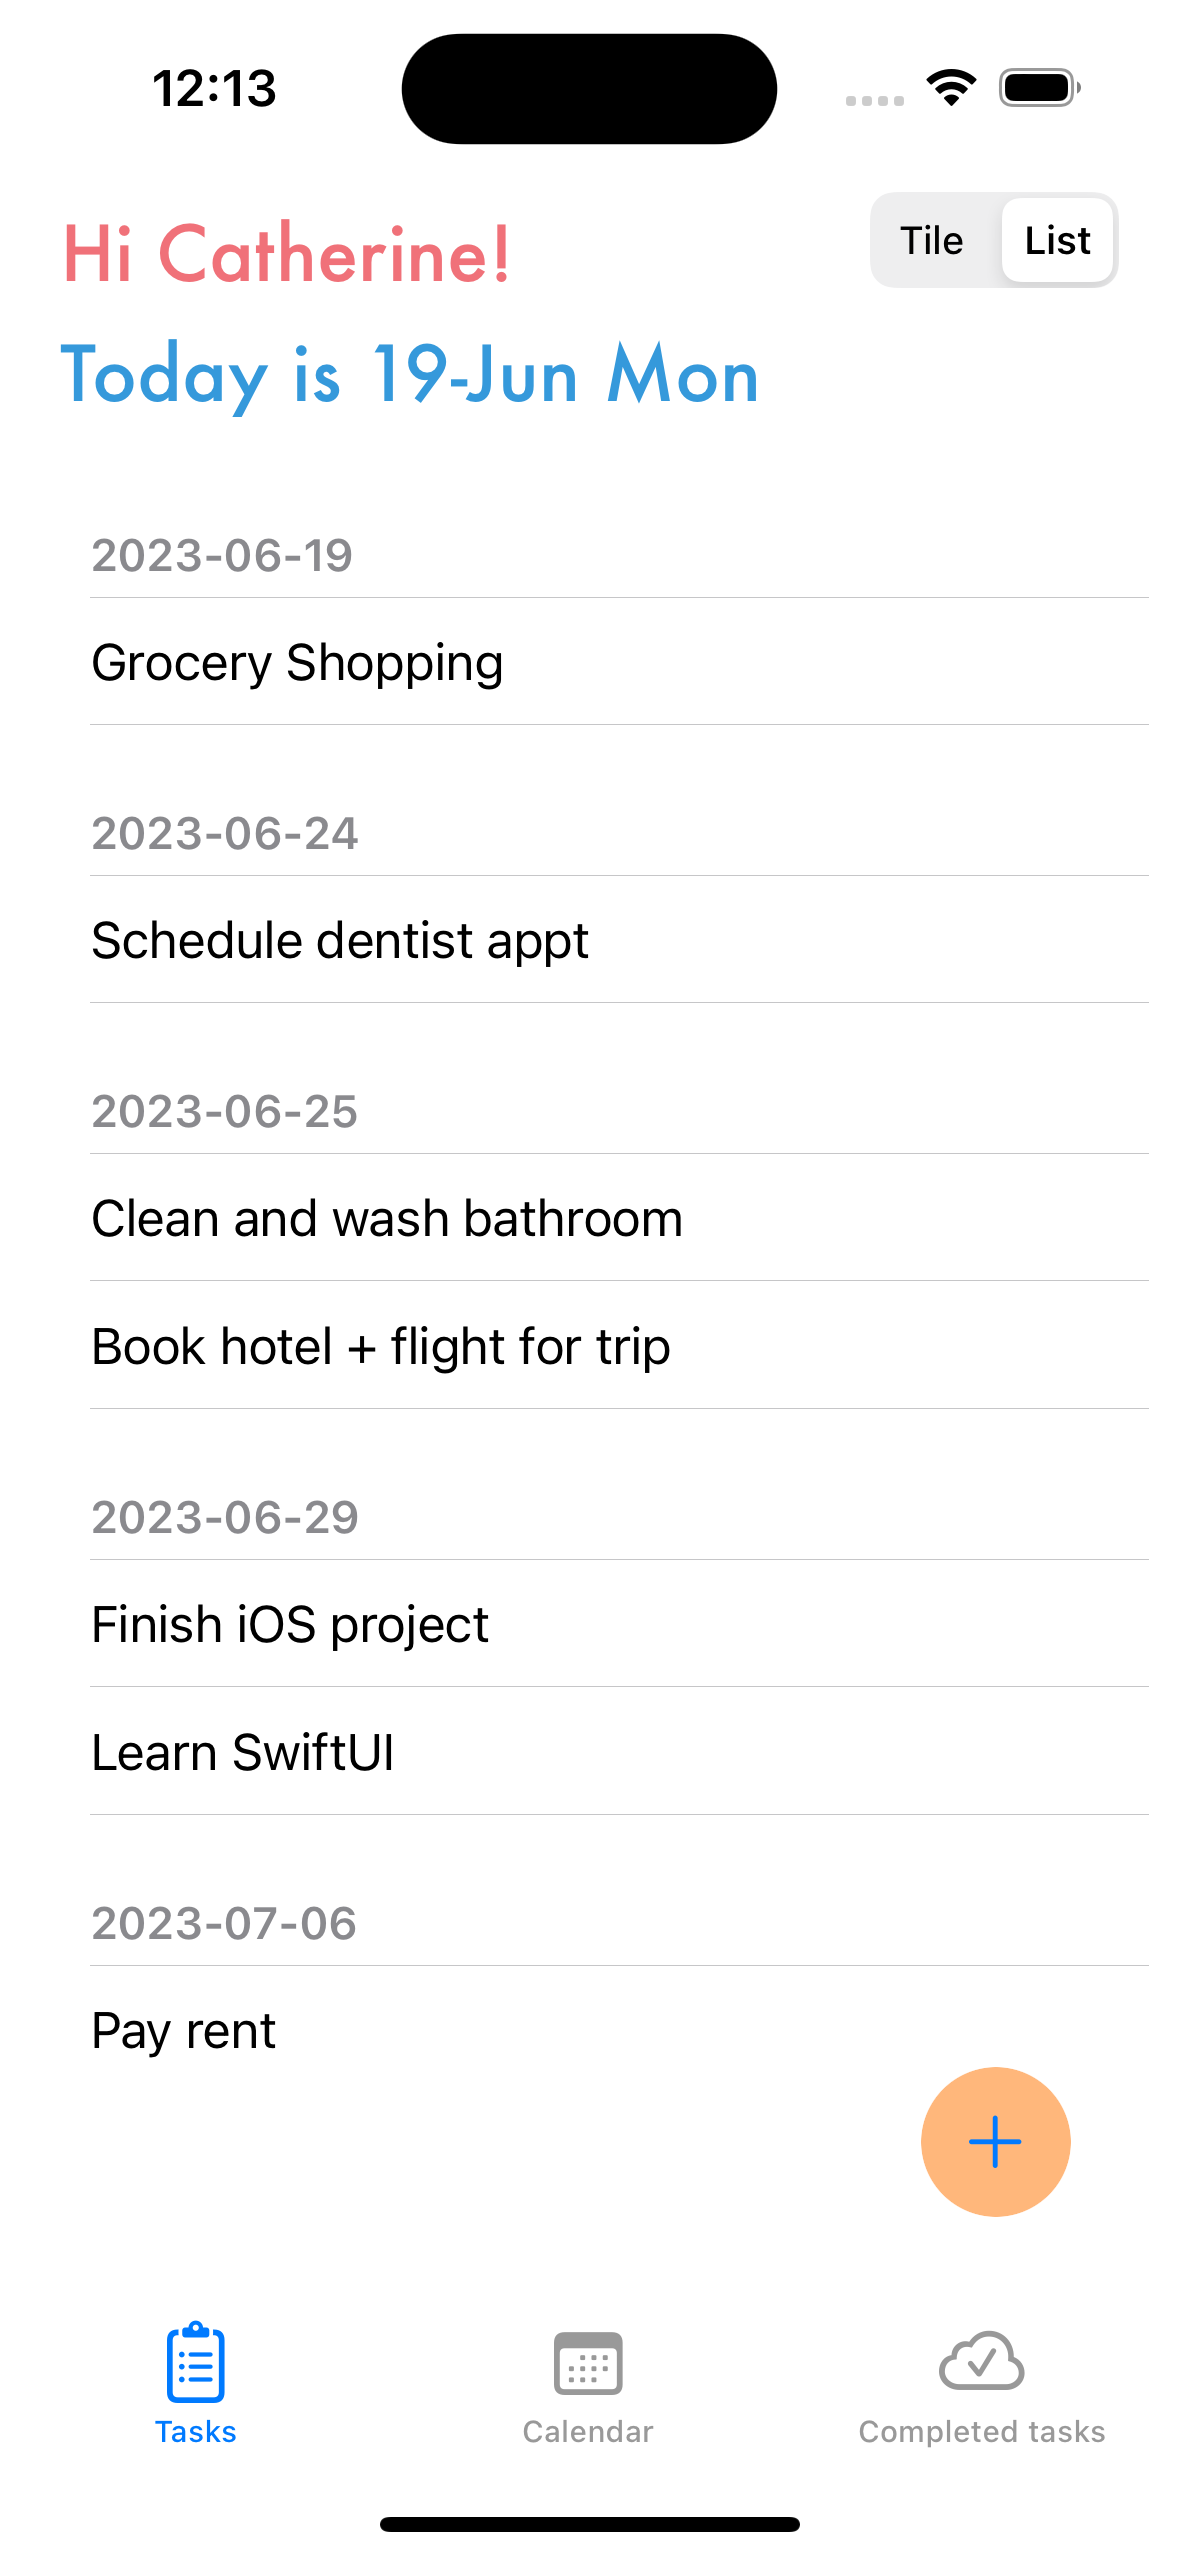 12:13
Hi Catherine!
Tile
List
Today is 19-Jun Mon
2023-06-19
Grocery Shopping
2023-06-24
Schedule dentist appt
2023-06-25
Clean and wash bathroom
Book hotel + flight for trip
2023-06-29
Finish iOS project
Learn SwiftUI
2023-07-06
Pay rent
Tasks
Calendar
Completed tasks